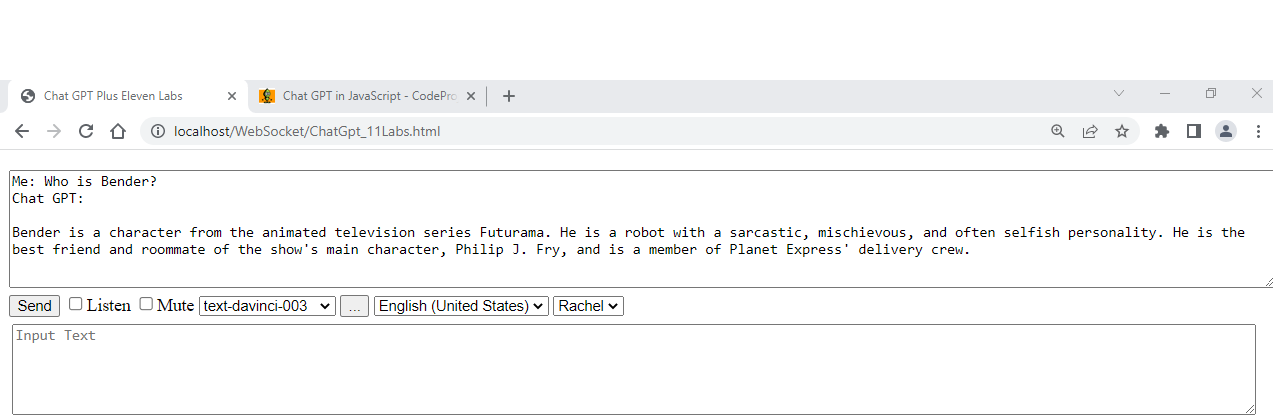 Chat GPT Plus Eleven Labs
Chat GPT in JavaScript - CodePro
localhost/WebSocket/ChatGpt_11Labs.html
Me: Who is Bender?
Chat GPT:
Bender is a character from the animated television series Futurama. He is a robot with a sarcastic, mischievous, and often selfish personality. He is the
best friend and roommate of the show's main character, Philip J. Fry, and is a member of Planet Express' delivery crew.
Send Listen Mute text-davinci-003 ... English (United States) Rachel
Input Text